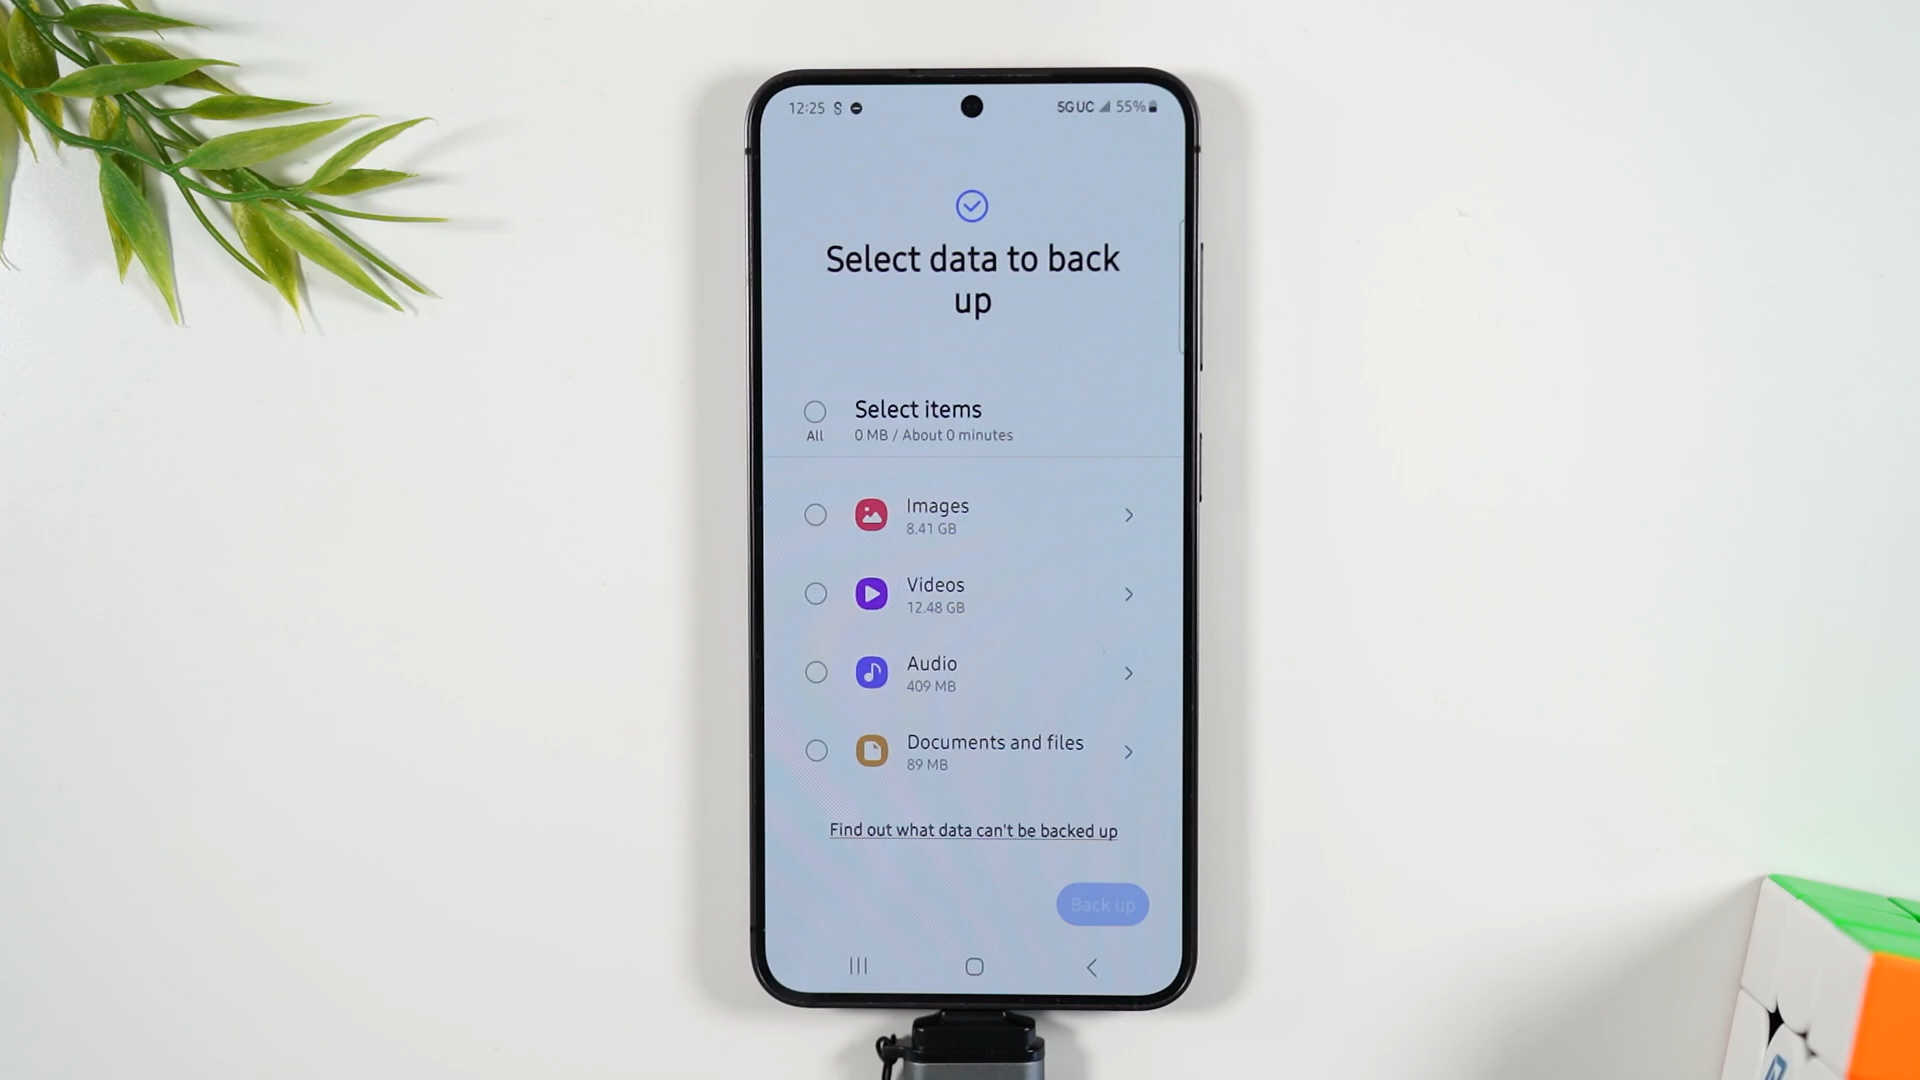 12:25 5G UC 55%
Select data to back
up
Select items
All 0 MB / About 0 minutes
Images
8.41 GB
Videos
12.48 GB
Audio
409 MB
Documents and files
89 MB
Find out what data can't be backed up
Back up